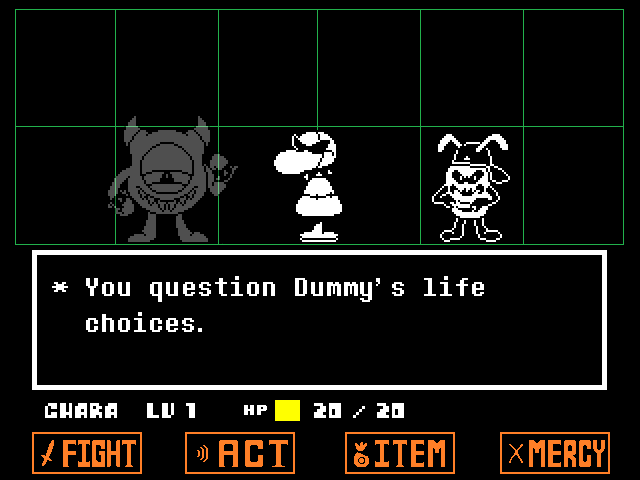 * You question Dummy's life
choices.
CHARA LV 1 HP 20 / 20
FIGHT ACT ITEM MERCY